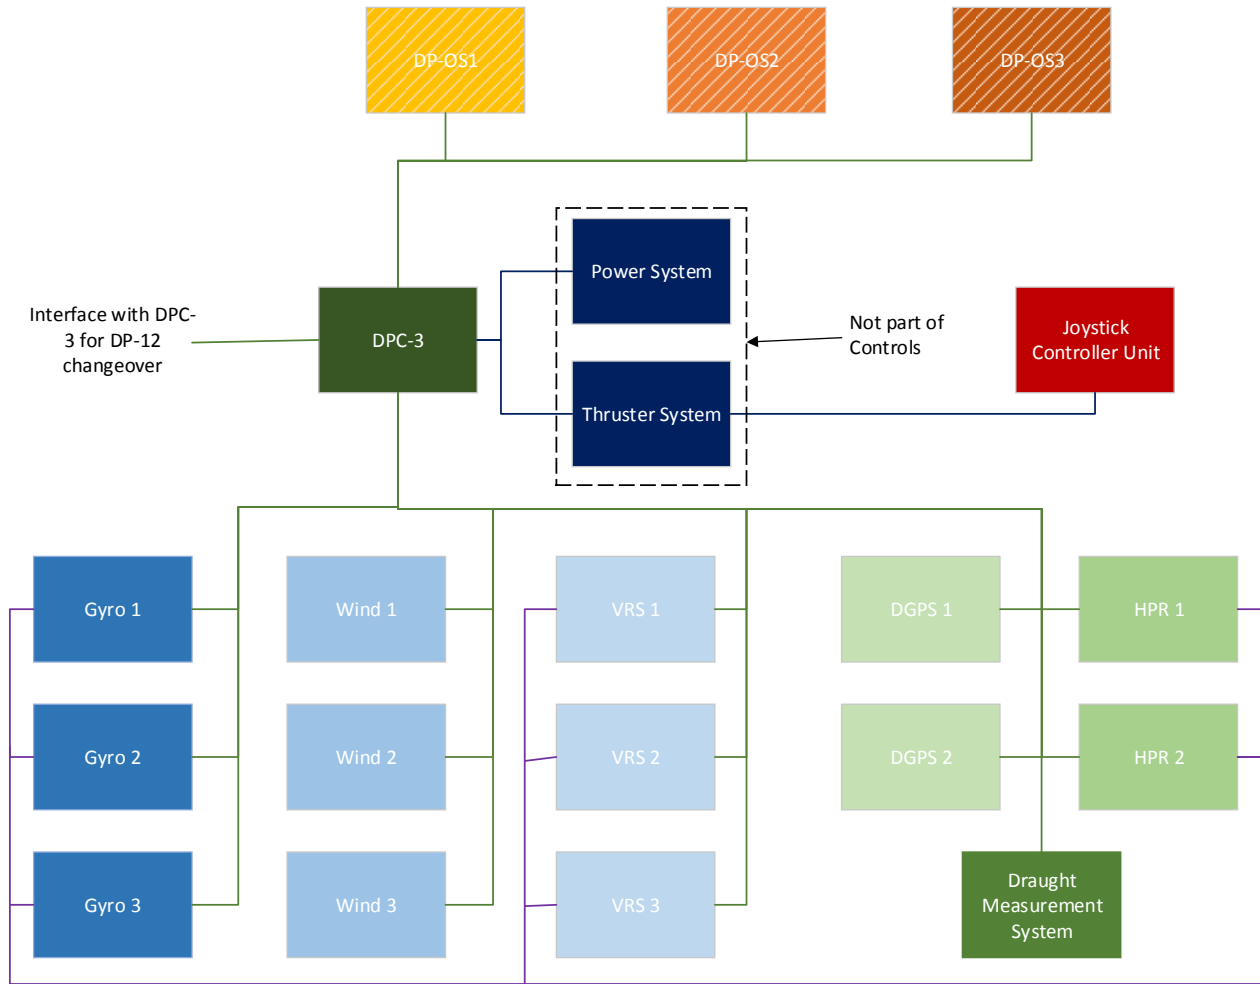 DP-OS1
DP-OS2
DP-OS3
Power System
Interface with DPC-
3 for DP-12
changeover
DPC-3
Not part of
Controls
Joystick
Controller Unit
Thruster System
Gyro 1
Wind 1
VRS 1
DGPS 1
HPR 1
Gyro 2
Wind 2
VRS 2
DGPS 2
HPR 2
Gyro 3
Wind 3
VRS 3
Draught
Measurement
System